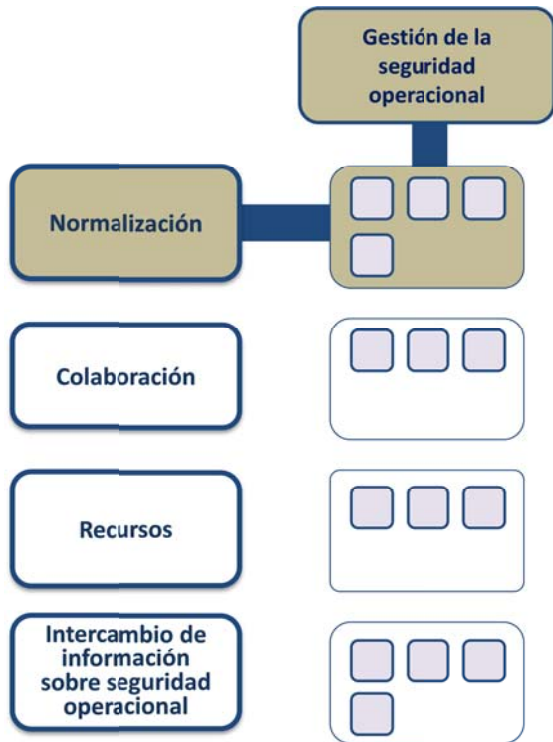 Gestión de la
seguridad
operacional
Normalización
Colaboración
Recursos
Intercambio de
información
sobre seguridad
operacional